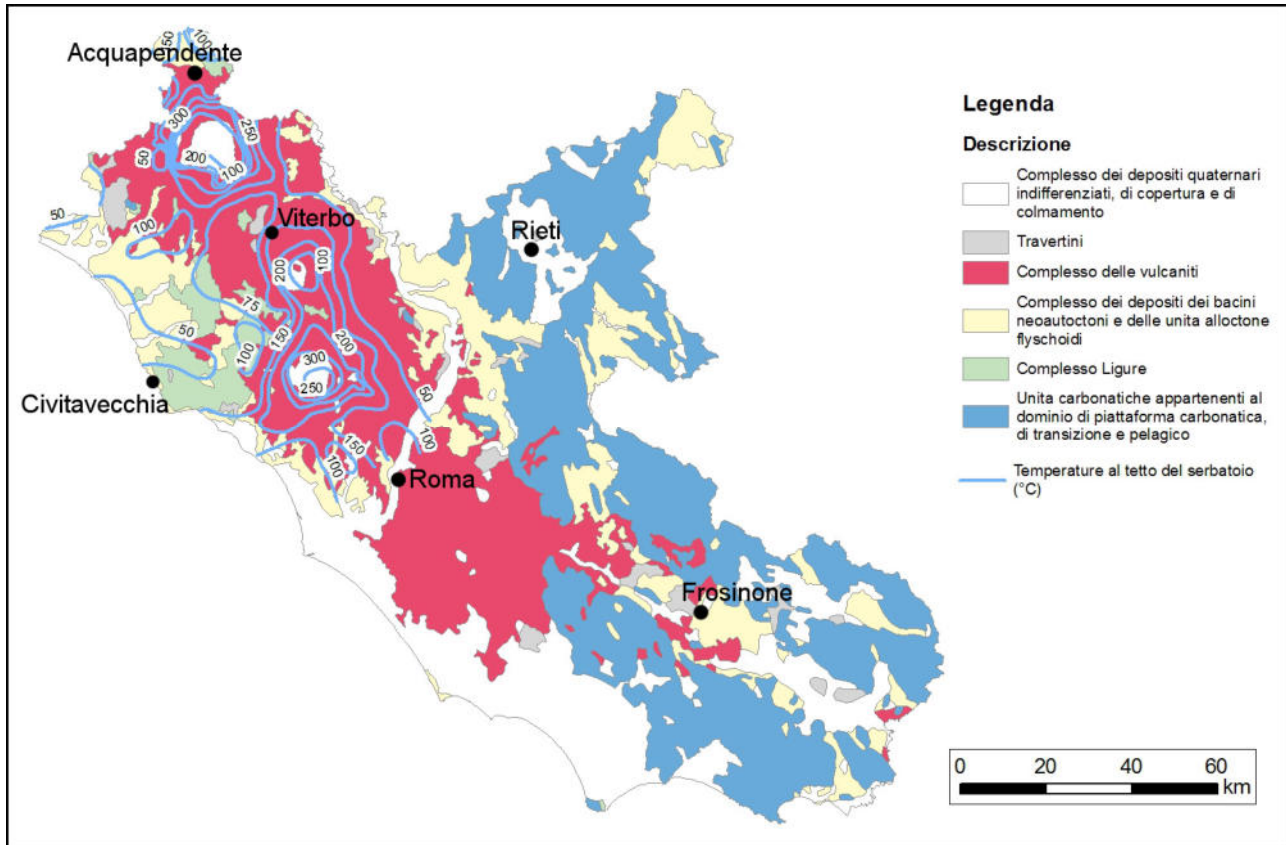 Acquapendente
Viterbo
Rieti
Civitavecchia
Roma
Frosinone
150
100
300
250
50
200
100
50
100
200
100
75
50
150
100
200
300
250
50
150
100
100
Legenda
Descrizione
Complesso dei depositi quaternari
indifferenziati, di copertura e di
colmamento
Travertini
Complesso delle vulcaniti
Complesso dei depositi dei bacini
neoautoctoni e delle unita alloctone
flyschoidi
Complesso Ligure
Unita carbonatiche appartenenti al
dominio di piattaforma carbonatica,
di transizione e pelagico
Temperature al tetto del serbatoio
(°C)
0 20 40 60
km